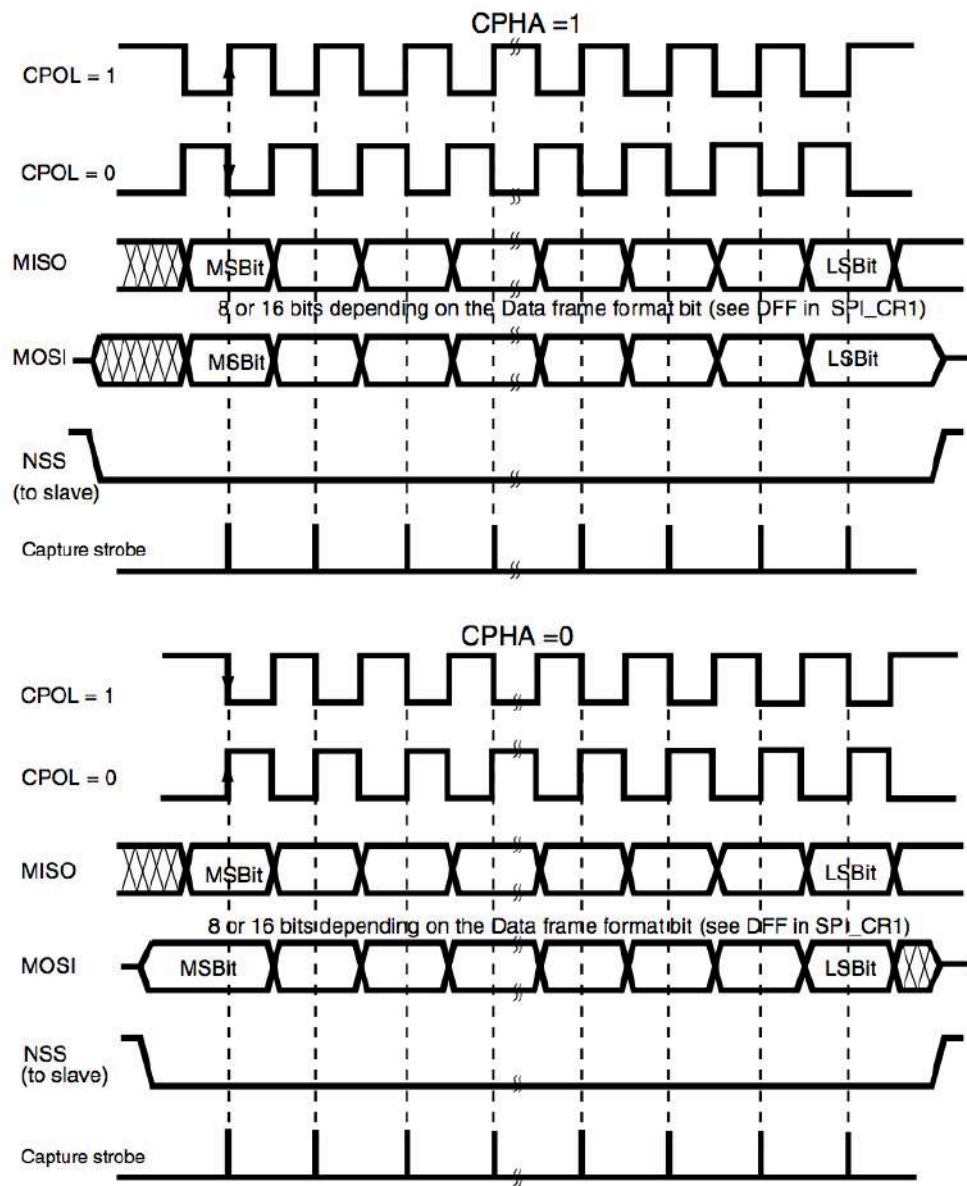 CPHA =1
CPOL = 1
CPOL = 0
MISO
MSBit
LSBit
8 or 16 bits depending on the Data frame format bit (see DFF in SPI_CR1)
MOSI
MSBit
LSBit
NSS
(to slave)
Capture strobe
CPHA =0
CPOL = 1
CPOL = 0
MISO
MSBit
LSBit
8 or 16 bits depending on the Data frame format bit (see DFF in SPI_CR1)
MOSI
MSBit
LSBit
NSS
(to slave)
Capture strobe